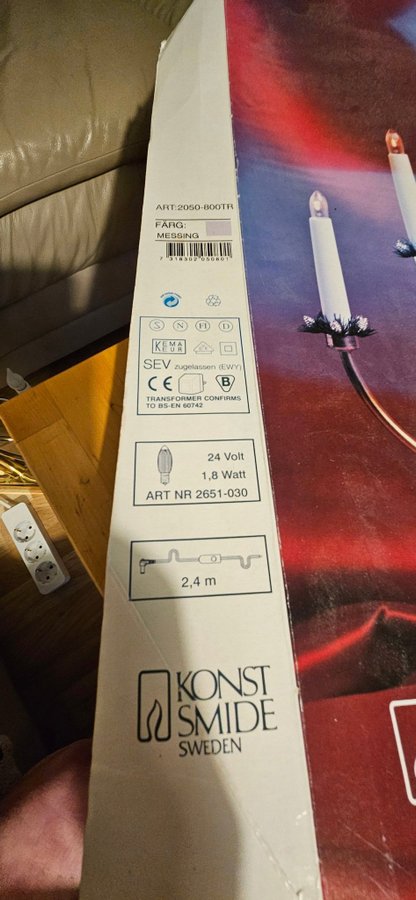 ART:2050-800TR
FÄRG:
MESSING
7 318302 050801
S N FI D
KEMA
EUR
SEV zugelassen (EWY)
CE B
TRANSFORMER CONFIRMS
TO BS-EN 60742
24 Volt
1,8 Watt
ART NR 2651-030
2,4 m
KONST
SMIDE
SWEDEN